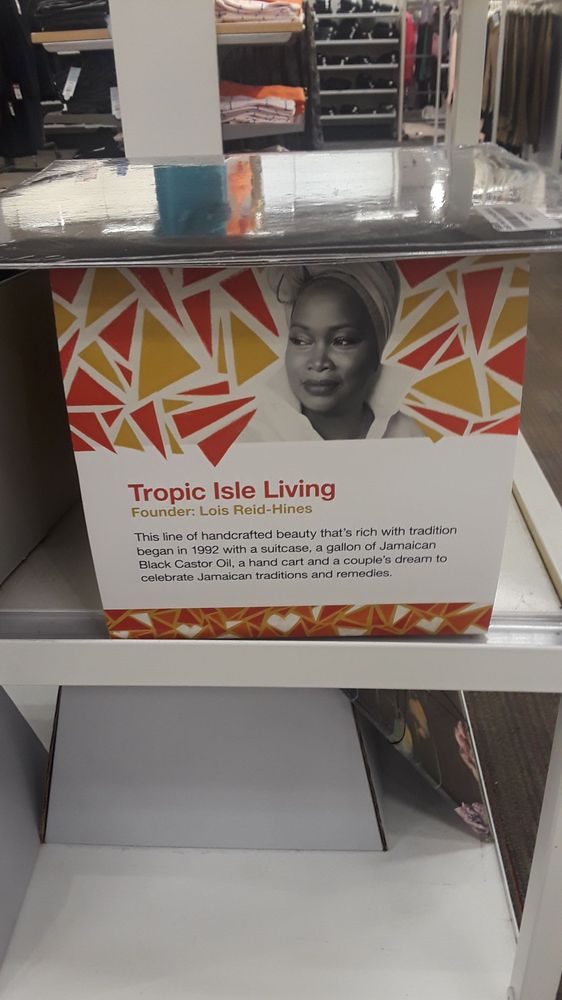 Tropic Isle Living
Founder: Lois Reid-Hines
This line of handcrafted beauty that's rich with tradition
began in 1992 with a suitcase, a gallon of Jamaican
Black Castor Oil, a hand cart and a couple's dream to
celebrate Jamaican traditions and remedies.